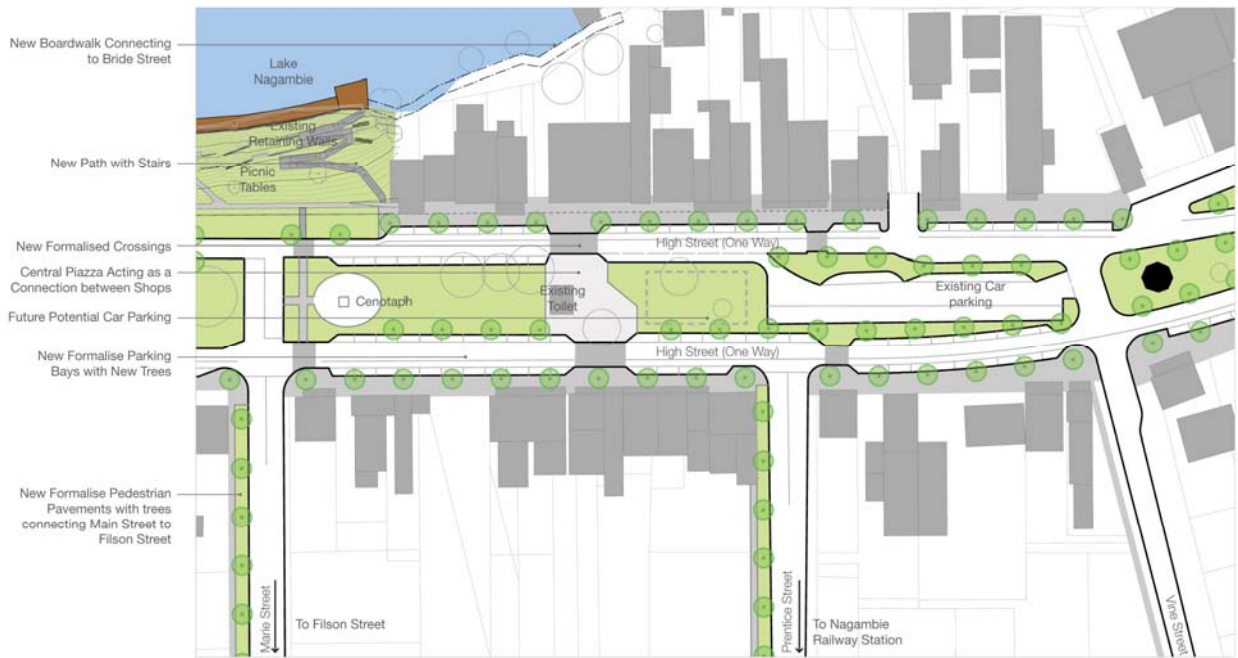 New Boardwalk Connecting
to Bride Street
Lake
Nagambie
Existing
Retaining Walls
New Path with Stairs
Picnic
Tables
New Formalised Crossings
High Street (One Way)
Central Piazza Acting as a
Connection between Shops
Existing
Toilet
Cenotaph
Existing Car
parking
Future Potential Car Parking
New Formalise Parking
Bays with New Trees
High Street (One Way)
New Formalise Pedestrian
Pavements with trees
connecting Main Street to
Filson Street
Marie Street
To Filson Street
Prentice Street
To Nagambie
Railway Station
Vine Street